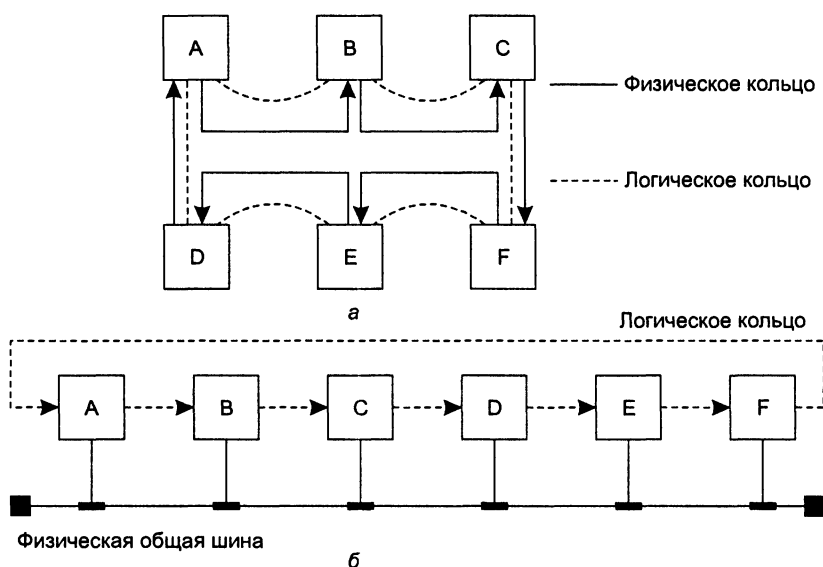 A B C
Физическое кольцо
Логическое кольцо
D E F
а
Логическое кольцо
A B C D E F
Физическая общая шина
б